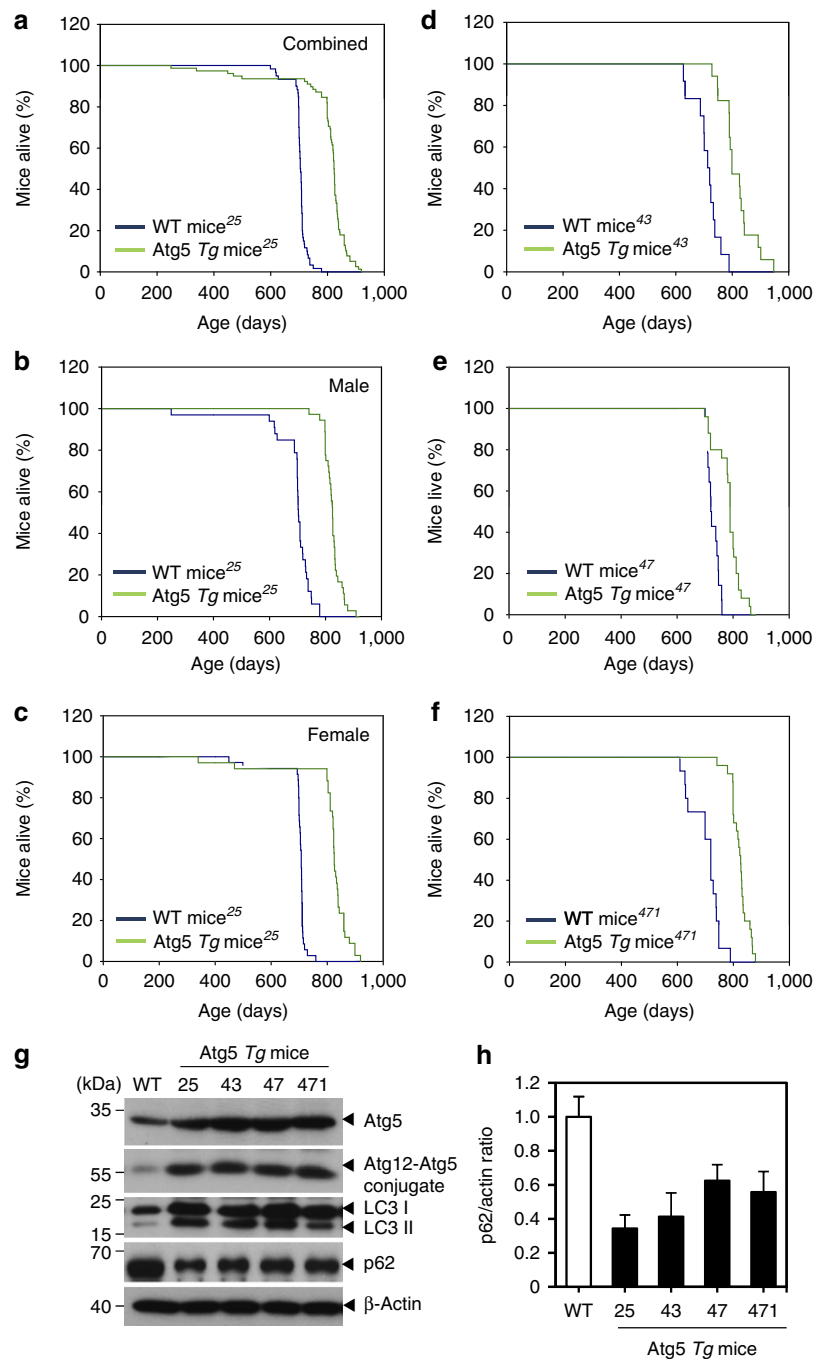 a
Combined
Mice alive (%)
120
100
80
60
40
20
0
WT mice25
Atg5 Tg mice25
0 200 400 600 800 1,000
Age (days)
b
Male
Mice alive (%)
120
100
80
60
40
20
0
WT mice25
Atg5 Tg mice25
0 200 400 600 800 1,000
Age (days)
c
Female
Mice alive (%)
120
100
80
60
40
20
0
WT mice25
Atg5 Tg mice25
0 200 400 600 800 1,000
Age (days)
d
Mice alive (%)
120
100
80
60
40
20
0
WT mice43
Atg5 Tg mice43
0 200 400 600 800 1,000
Age (days)
e
Mice live (%)
120
100
80
60
40
20
0
WT mice47
Atg5 Tg mice47
0 200 400 600 800 1,000
Age (days)
f
Mice alive (%)
120
100
80
60
40
20
0
WT mice471
Atg5 Tg mice471
0 200 400 600 800 1,000
Age (days)
g
Atg5 Tg mice
(kDa) WT 25 43 47 471
35
Atg5
55
Atg12-Atg5
conjugate
25
LC3 I
15
LC3 II
70
p62
40
β-Actin
h
p62/actin ratio
1.2
1.0
0.8
0.6
0.4
0.2
0
WT 25 43 47 471
Atg5 Tg mice